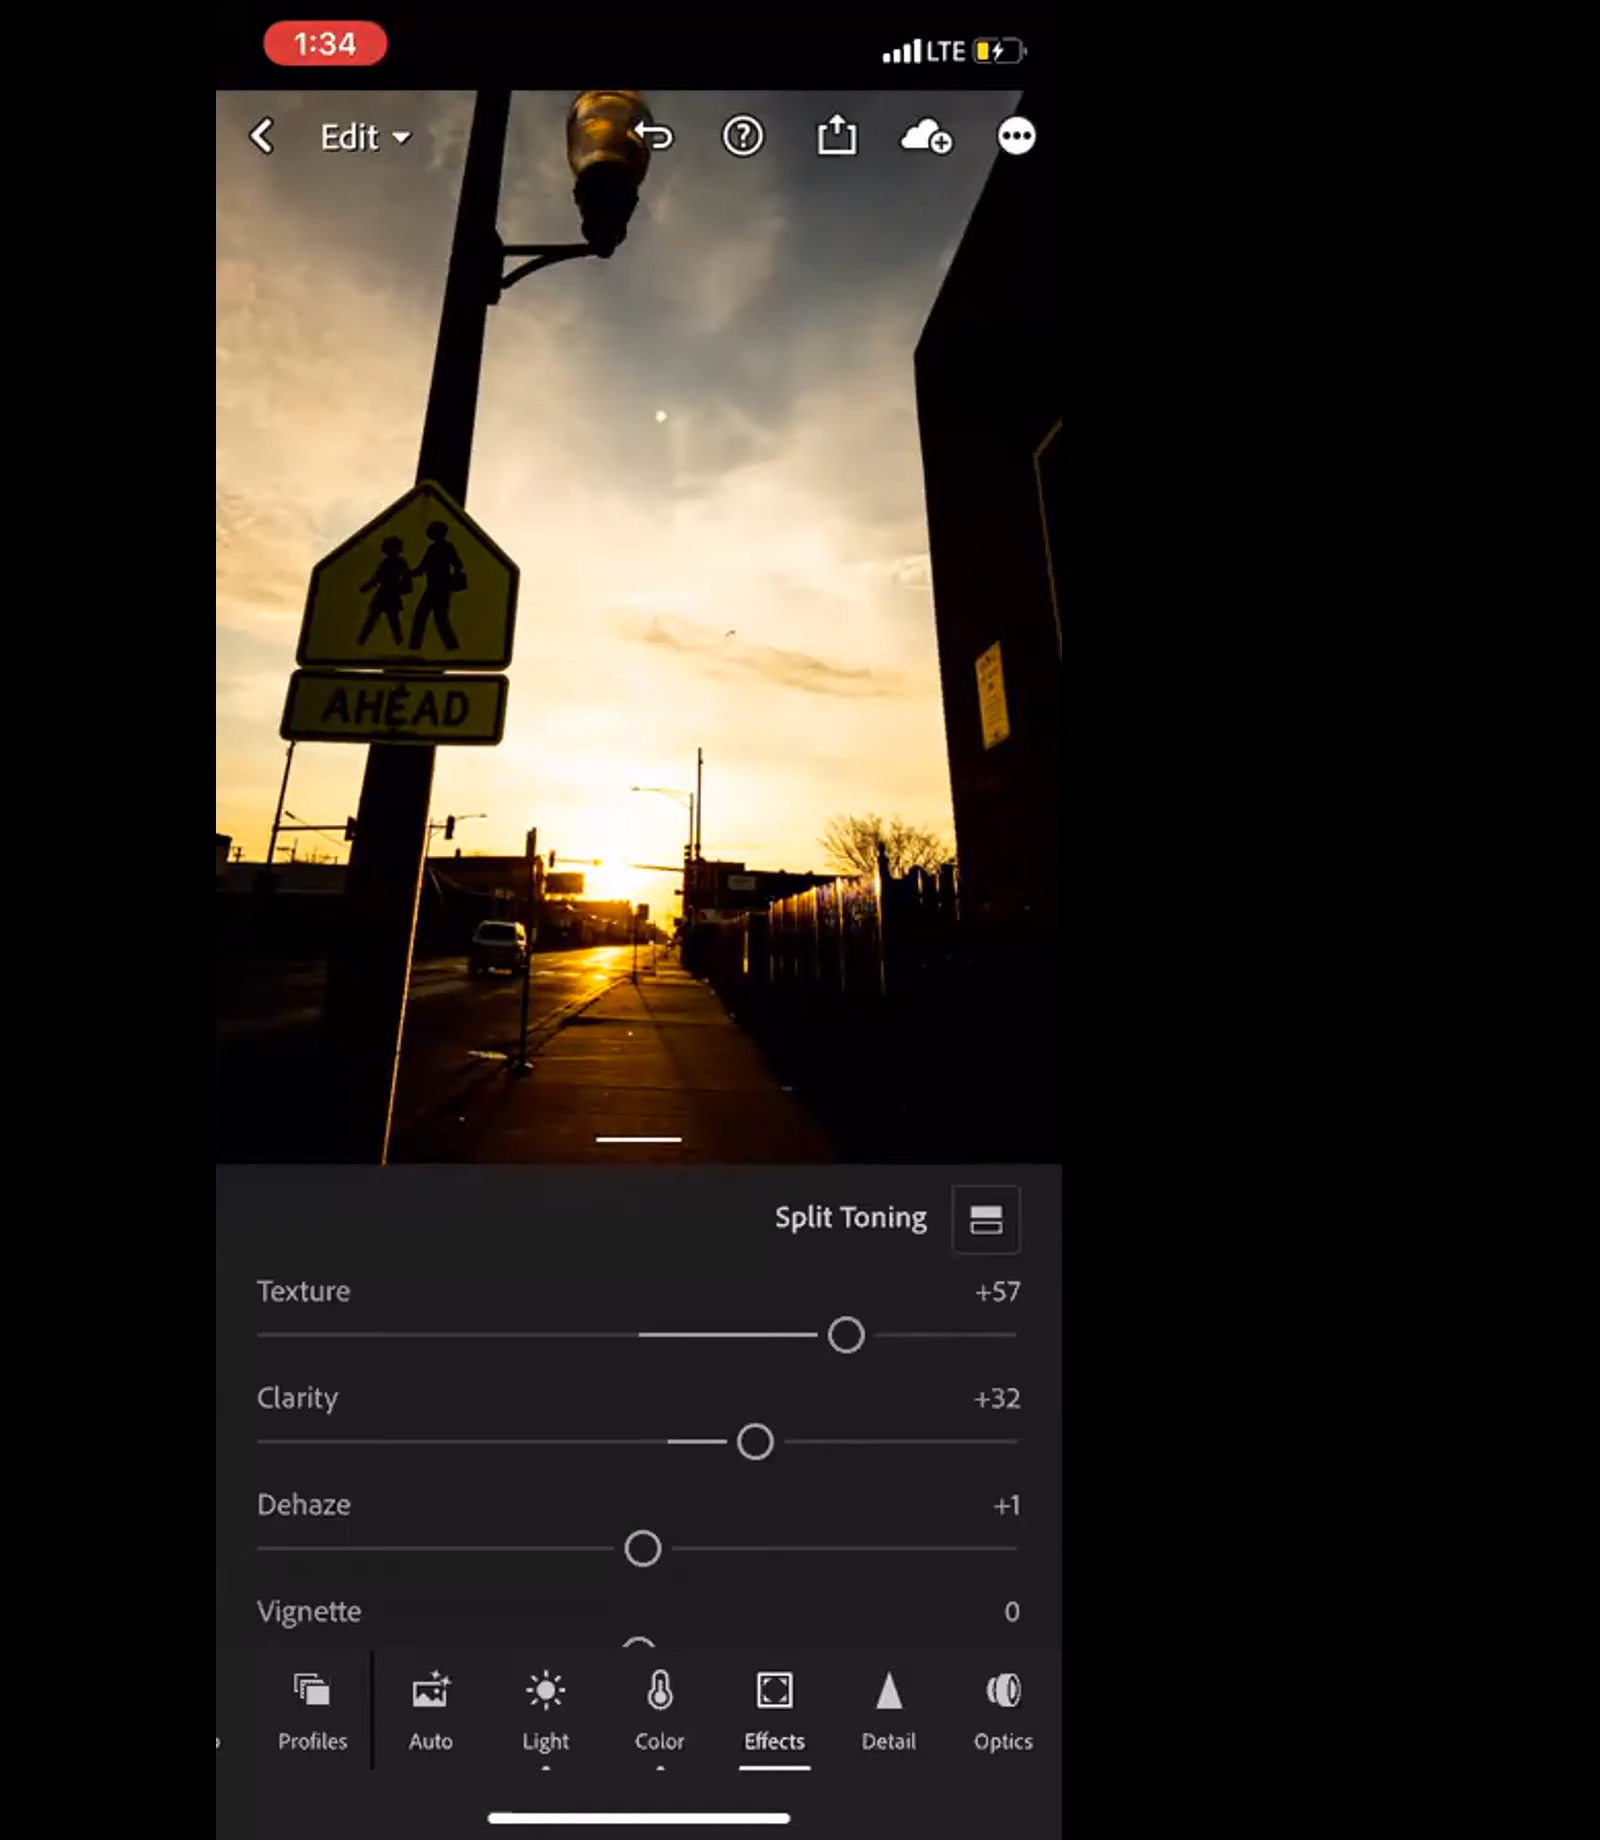 1:34
LTE
Edit
AHEAD
Split Toning
Texture +57
Clarity +32
Dehaze +1
Vignette 0
Profiles Auto Light Color Effects Detail Optics